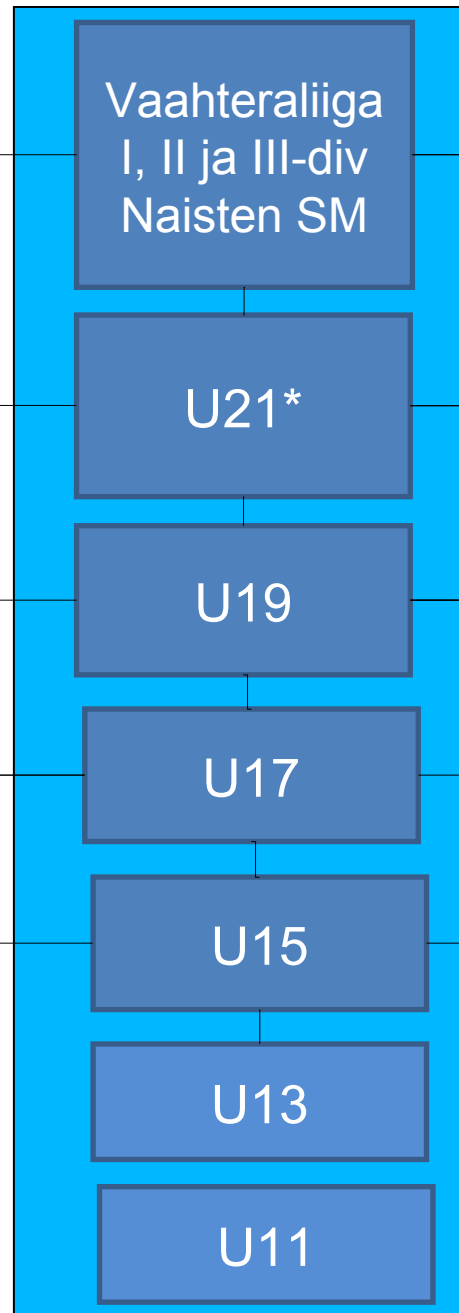 Vaahteraliiga
I, II ja III-div
Naisten SM
U21*
U19
U17
U15
U13
U11